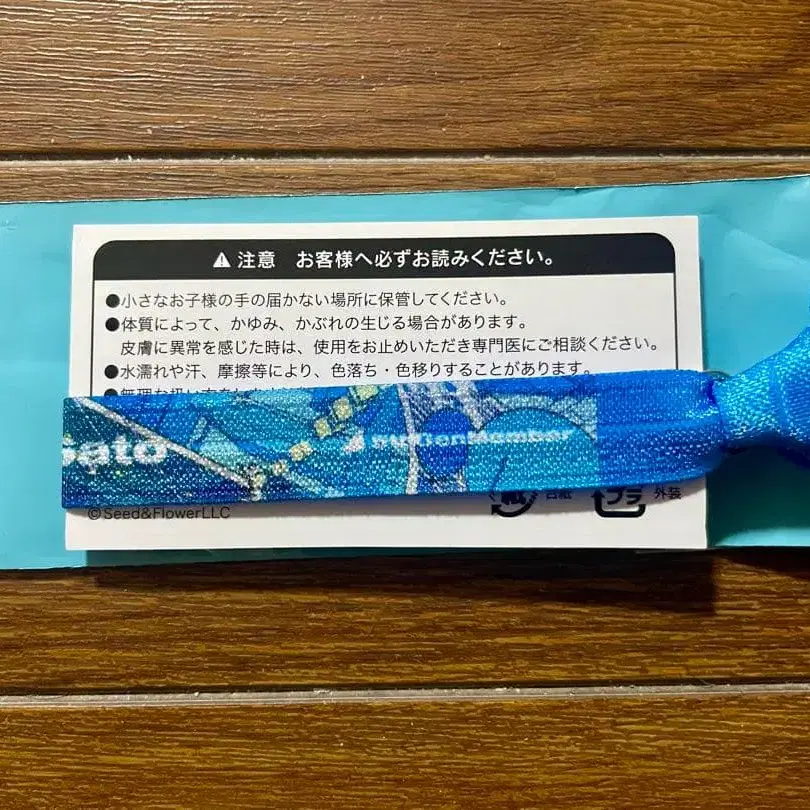 ⚠ 注意 お客様へ必ずお読みください。
●小さなお子様の手の届かない場所に保管してください。
●体質によって、かゆみ、かぶれの生じる場合があります。
皮膚に異常を感じた時は、使用をお止めいただき専門医にご相談ください。
●水濡れや汗、摩擦等により、色落ち・色移りすることがあります。
Member
©Seed&FlowerLLC
紙 台紙 プラ 外装